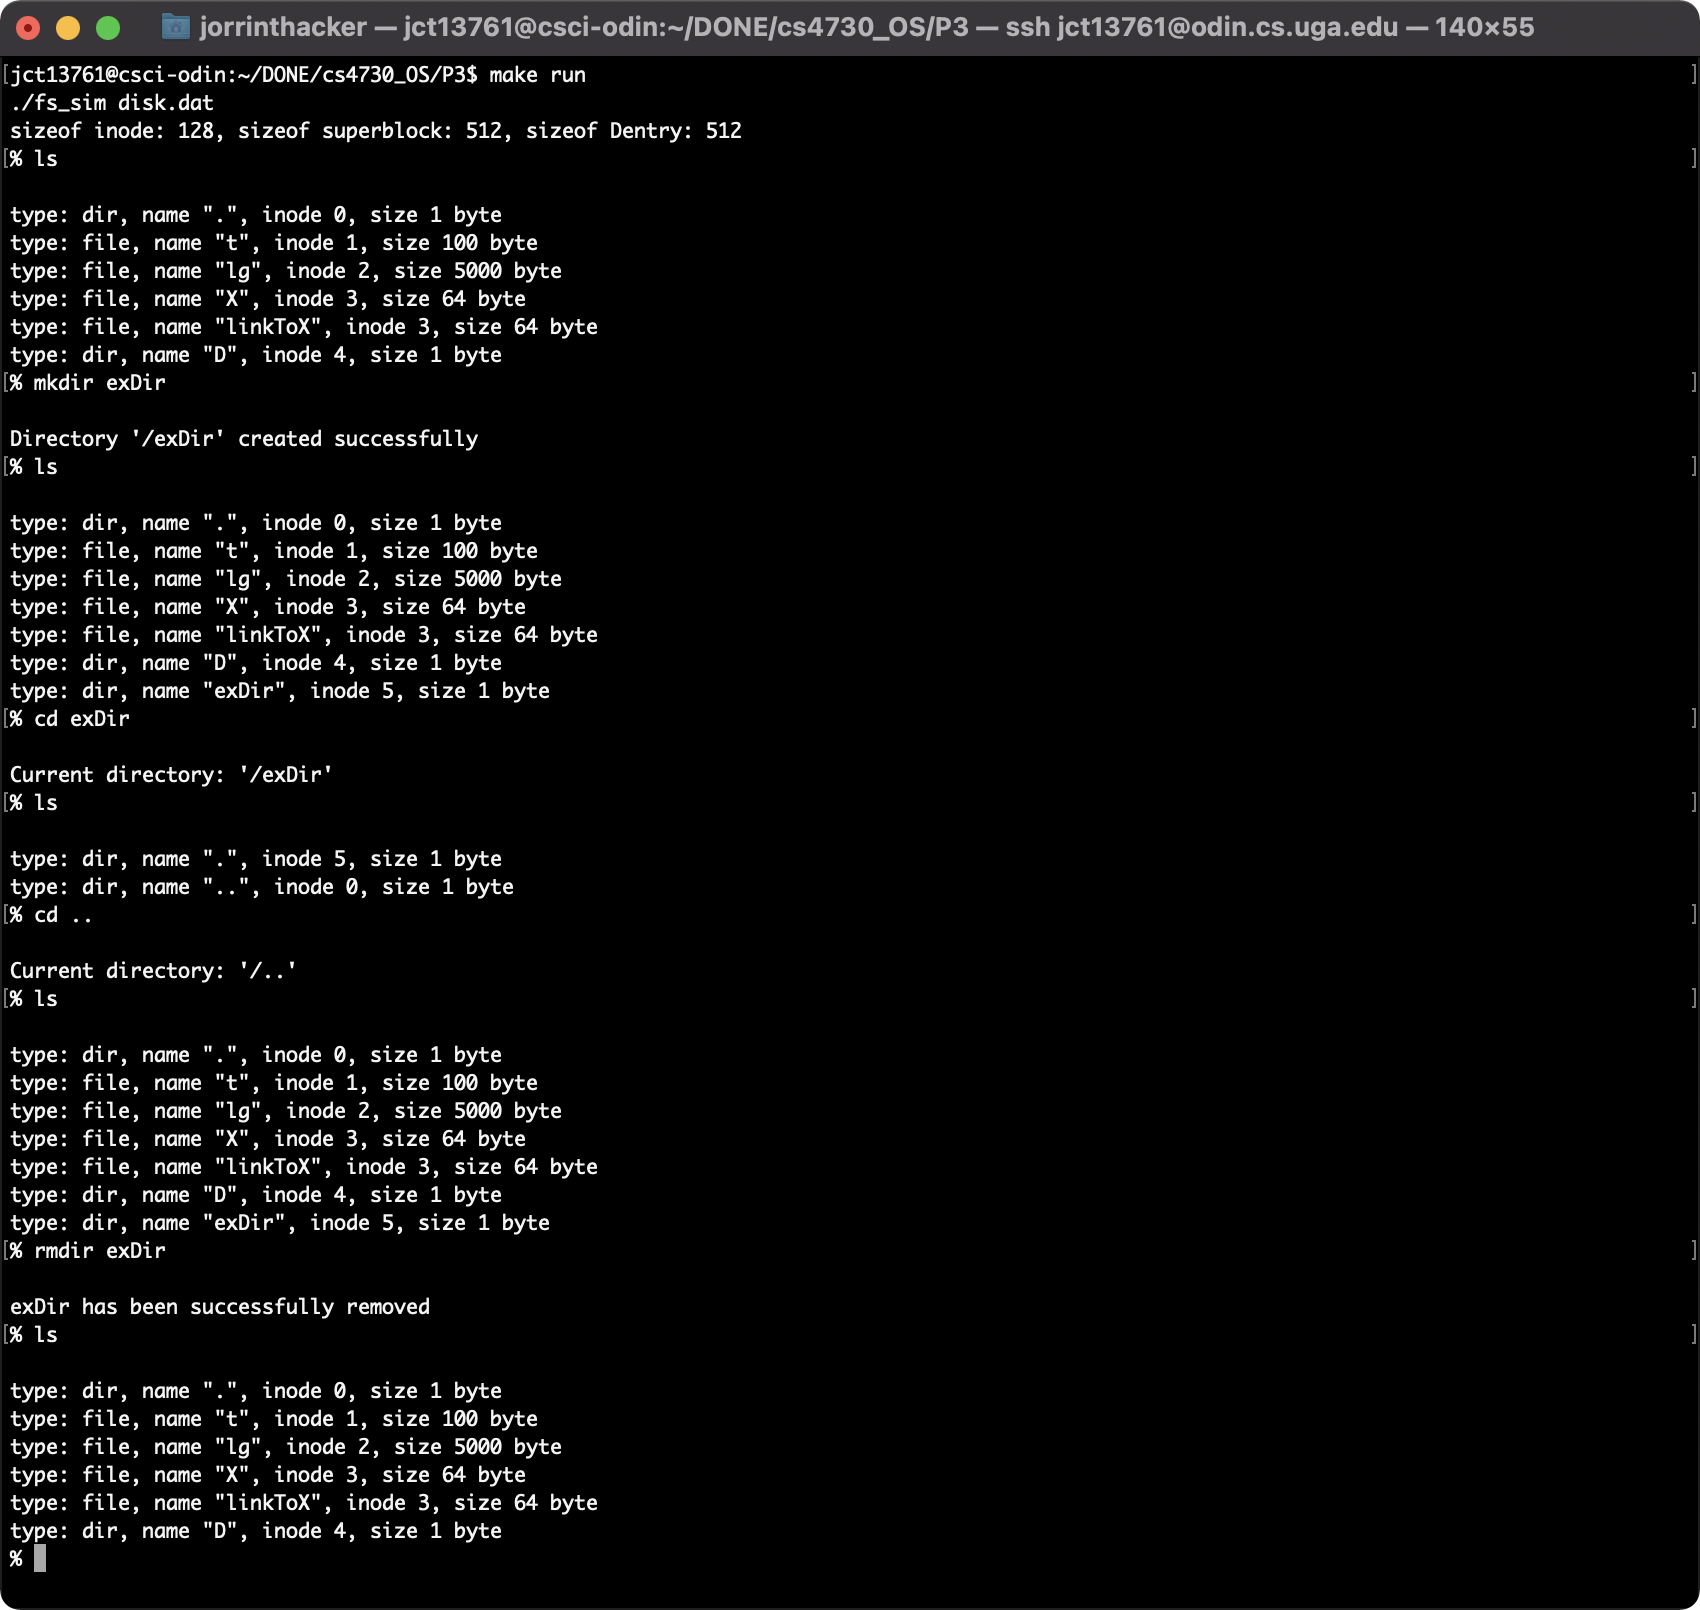 jorrinthacker — jct13761@csci-odin:~/DONE/cs4730_OS/P3 — ssh jct13761@odin.cs.uga.edu — 140×55
[jct13761@csci-odin:~/DONE/cs4730_OS/P3$ make run ]
./fs_sim disk.dat
sizeof inode: 128, sizeof superblock: 512, sizeof Dentry: 512
[% ls ]
type: dir, name ".", inode 0, size 1 byte
type: file, name "t", inode 1, size 100 byte
type: file, name "lg", inode 2, size 5000 byte
type: file, name "X", inode 3, size 64 byte
type: file, name "linkToX", inode 3, size 64 byte
type: dir, name "D", inode 4, size 1 byte
[% mkdir exDir ]
Directory '/exDir' created successfully
[% ls ]
type: dir, name ".", inode 0, size 1 byte
type: file, name "t", inode 1, size 100 byte
type: file, name "lg", inode 2, size 5000 byte
type: file, name "X", inode 3, size 64 byte
type: file, name "linkToX", inode 3, size 64 byte
type: dir, name "D", inode 4, size 1 byte
type: dir, name "exDir", inode 5, size 1 byte
[% cd exDir ]
Current directory: '/exDir'
[% ls ]
type: dir, name ".", inode 5, size 1 byte
type: dir, name "..", inode 0, size 1 byte
[% cd .. ]
Current directory: '/..'
[% ls ]
type: dir, name ".", inode 0, size 1 byte
type: file, name "t", inode 1, size 100 byte
type: file, name "lg", inode 2, size 5000 byte
type: file, name "X", inode 3, size 64 byte
type: file, name "linkToX", inode 3, size 64 byte
type: dir, name "D", inode 4, size 1 byte
type: dir, name "exDir", inode 5, size 1 byte
[% rmdir exDir ]
exDir has been successfully removed
[% ls ]
type: dir, name ".", inode 0, size 1 byte
type: file, name "t", inode 1, size 100 byte
type: file, name "lg", inode 2, size 5000 byte
type: file, name "X", inode 3, size 64 byte
type: file, name "linkToX", inode 3, size 64 byte
type: dir, name "D", inode 4, size 1 byte
%